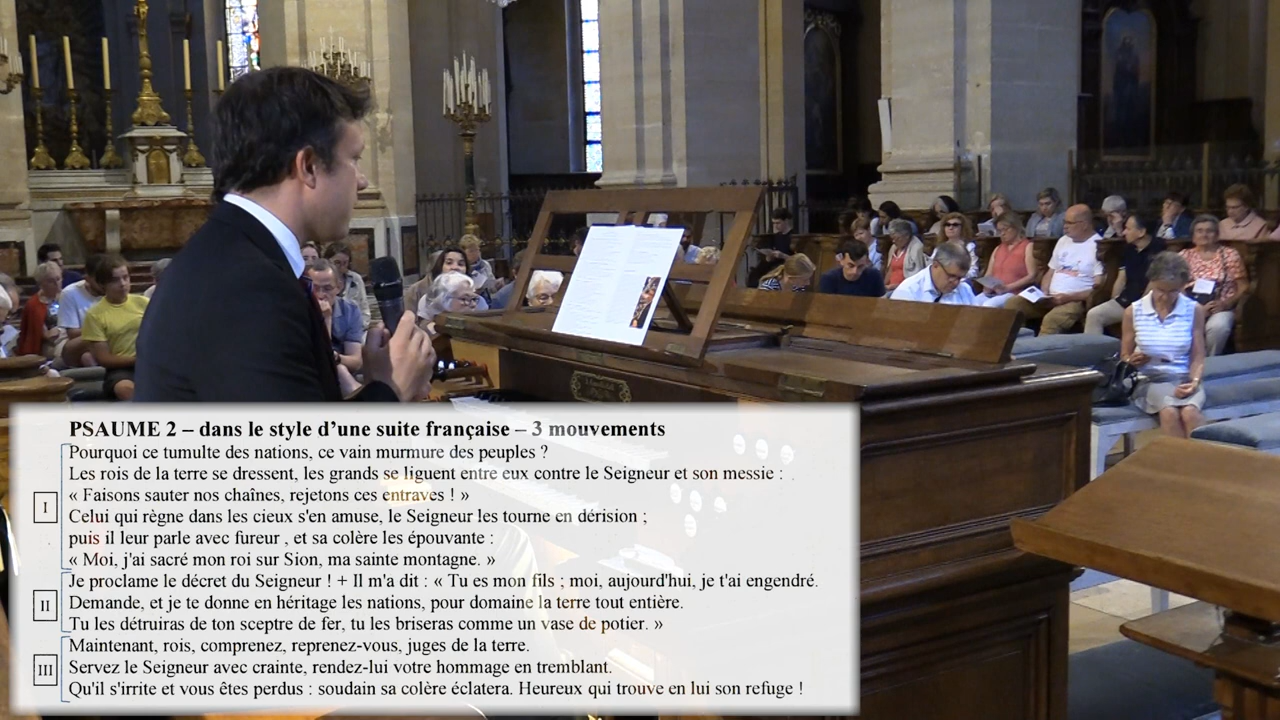 PSAUME 2 – dans le style d'une suite française – 3 mouvements
Pourquoi ce tumulte des nations, ce vain murmure des peuples ?
Les rois de la terre se dressent, les grands se liguent entre eux contre le Seigneur et son messie :
« Faisons sauter nos chaînes, rejetons ces entraves ! »
I
Celui qui règne dans les cieux s'en amuse, le Seigneur les tourne en dérision ;
puis il leur parle avec fureur , et sa colère les épouvante :
« Moi, j'ai sacré mon roi sur Sion, ma sainte montagne. »
Je proclame le décret du Seigneur ! + Il m'a dit : « Tu es mon fils ; moi, aujourd'hui, je t'ai engendré.
II
Demande, et je te donne en héritage les nations, pour domaine la terre tout entière.
Tu les détruiras de ton sceptre de fer, tu les briseras comme un vase de potier. »
Maintenant, rois, comprenez, reprenez-vous, juges de la terre.
III
Servez le Seigneur avec crainte, rendez-lui votre hommage en tremblant.
Qu'il s'irrite et vous êtes perdus : soudain sa colère éclatera. Heureux qui trouve en lui son refuge !